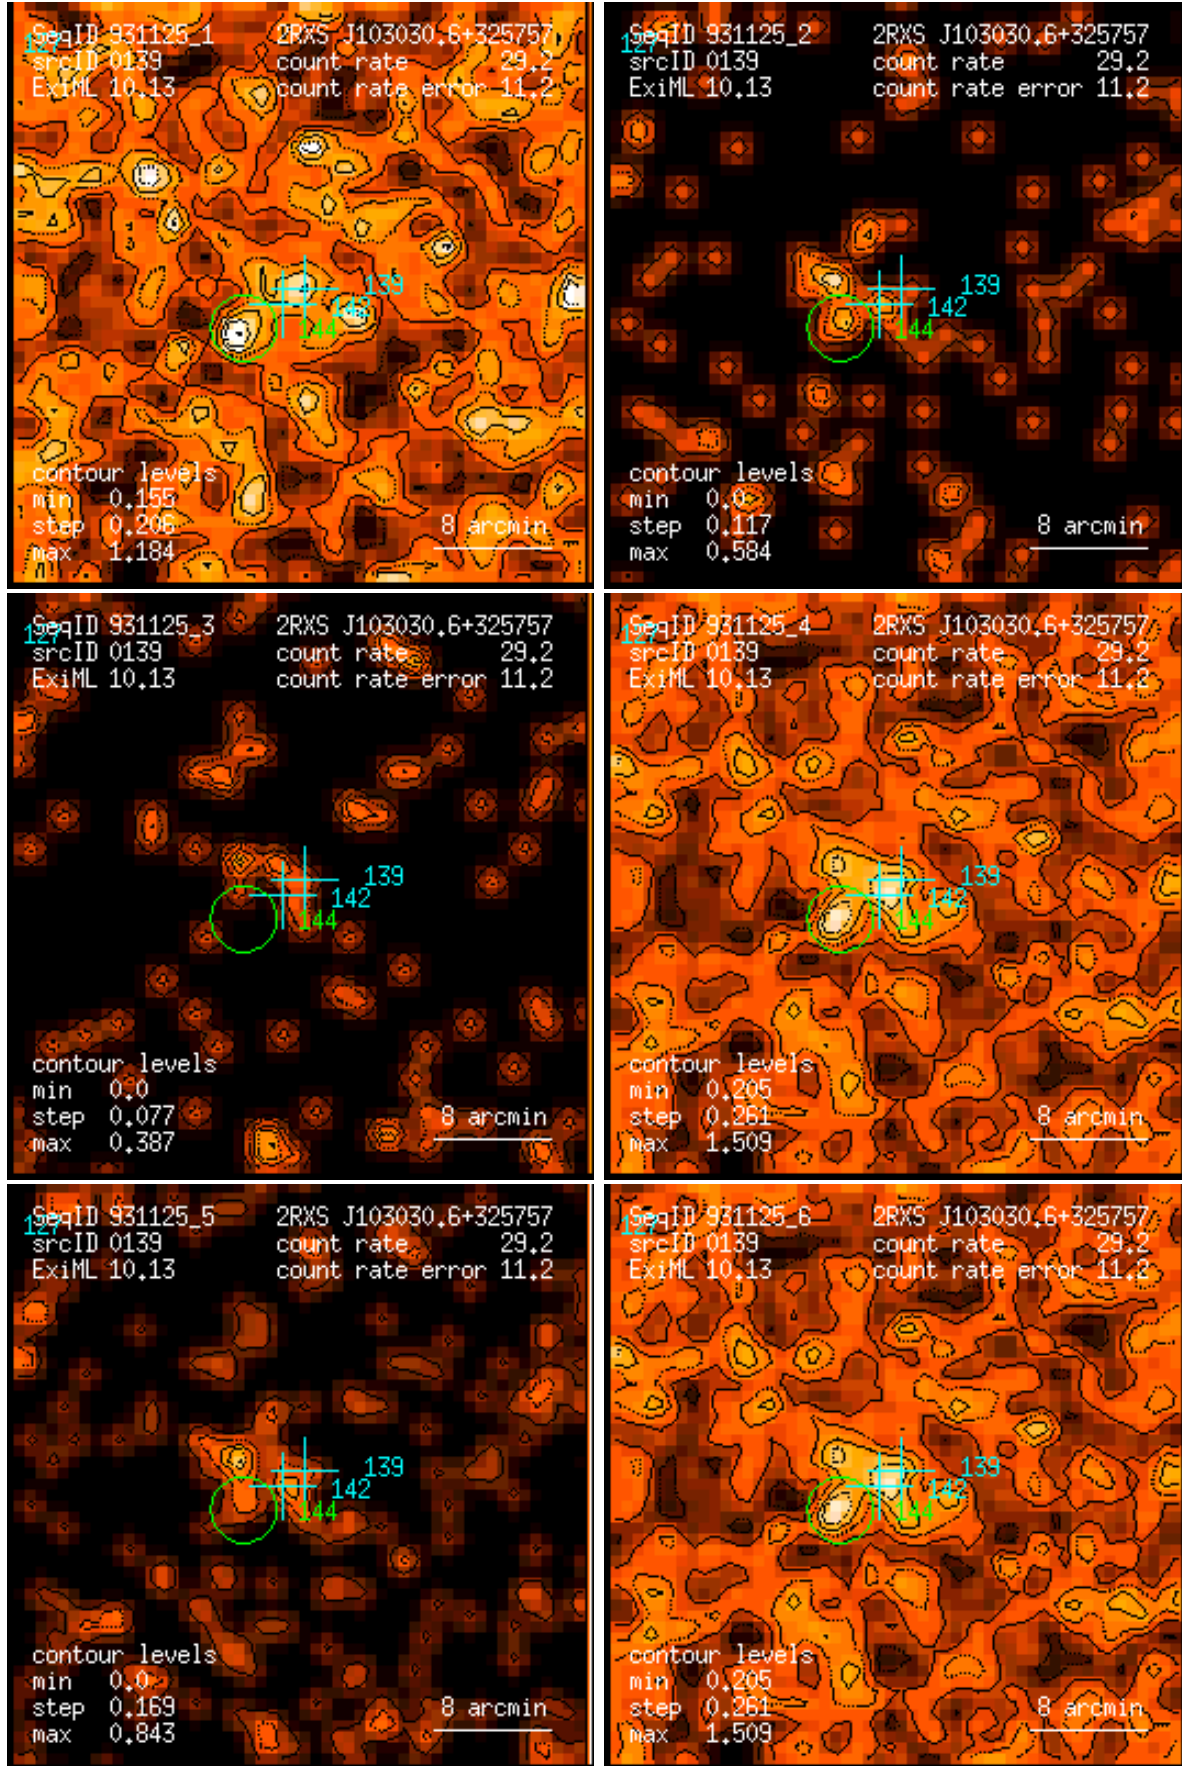 SeqID 931125_1 2RXS J103030.6+325757
127
srcID 0139 count rate 29.2
ExiML 10.13 count rate error 11.2
139
142
144
contour levels
min 0.155
step 0.206 8 arcmin
max 1.184
SeqID 931125_2 2RXS J103030.6+325757
127
srcID 0139 count rate 29.2
ExiML 10.13 count rate error 11.2
139
142
144
contour levels
min 0.0
step 0.117 8 arcmin
max 0.584
SeqID 931125_3 2RXS J103030.6+325757
127
srcID 0139 count rate 29.2
ExiML 10.13 count rate error 11.2
139
142
144
contour levels
min 0.0
step 0.077 8 arcmin
max 0.387
SeqID 931125_4 2RXS J103030.6+325757
127
srcID 0139 count rate 29.2
ExiML 10.13 count rate error 11.2
139
142
144
contour levels
min 0.205
step 0.261 8 arcmin
max 1.509
SeqID 931125_5 2RXS J103030.6+325757
127
srcID 0139 count rate 29.2
ExiML 10.13 count rate error 11.2
139
142
144
contour levels
min 0.0
step 0.169 8 arcmin
max 0.843
SeqID 931125_6 2RXS J103030.6+325757
127
srcID 0139 count rate 29.2
ExiML 10.13 count rate error 11.2
139
142
144
contour levels
min 0.205
step 0.261 8 arcmin
max 1.509